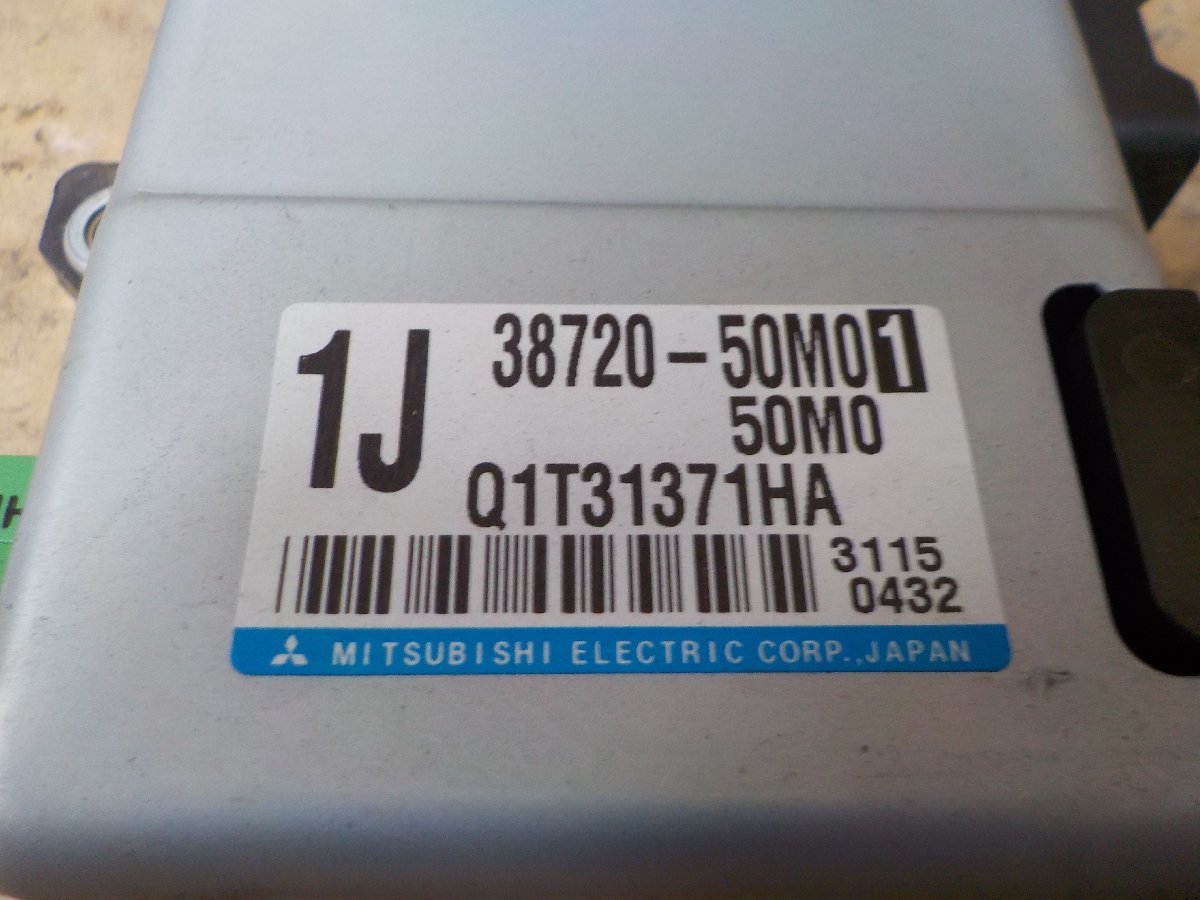 1J
38720-50M01
50M0
Q1T31371HA
3115
0432
MITSUBISHI ELECTRIC CORP.,JAPAN